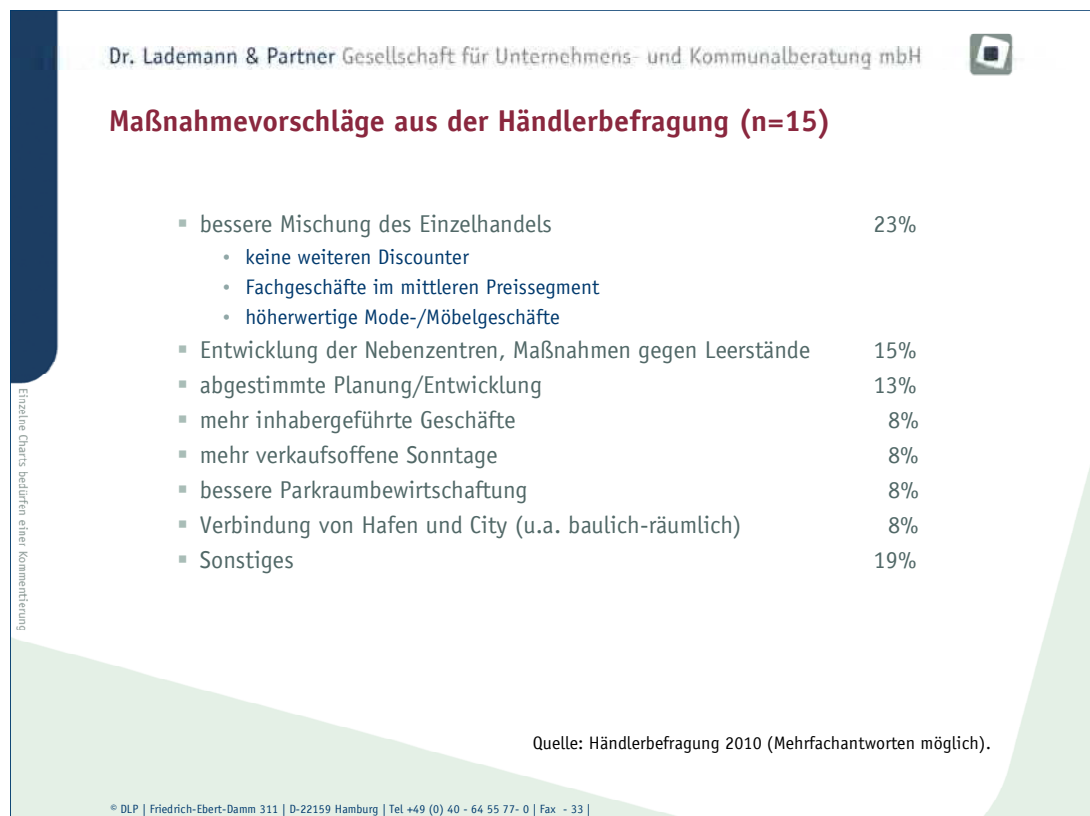 Dr. Lademann & Partner Gesellschaft für Unternehmens- und Kommunalberatung mbH
Maßnahmevorschläge aus der Händlerbefragung (n=15)
▪ bessere Mischung des Einzelhandels 23%
• keine weiteren Discounter
• Fachgeschäfte im mittleren Preissegment
• höherwertige Mode-/Möbelgeschäfte
▪ Entwicklung der Nebenzentren, Maßnahmen gegen Leerstände 15%
▪ abgestimmte Planung/Entwicklung 13%
▪ mehr inhabergeführte Geschäfte 8%
▪ mehr verkaufsoffene Sonntage 8%
▪ bessere Parkraumbewirtschaftung 8%
▪ Verbindung von Hafen und City (u.a. baulich-räumlich) 8%
▪ Sonstiges 19%
Einzelne Charts bedürfen einer Kommentierung
Quelle: Händlerbefragung 2010 (Mehrfachantworten möglich).
© DLP | Friedrich-Ebert-Damm 311 | D-22159 Hamburg | Tel +49 (0) 40 - 64 55 77- 0 | Fax - 33 |